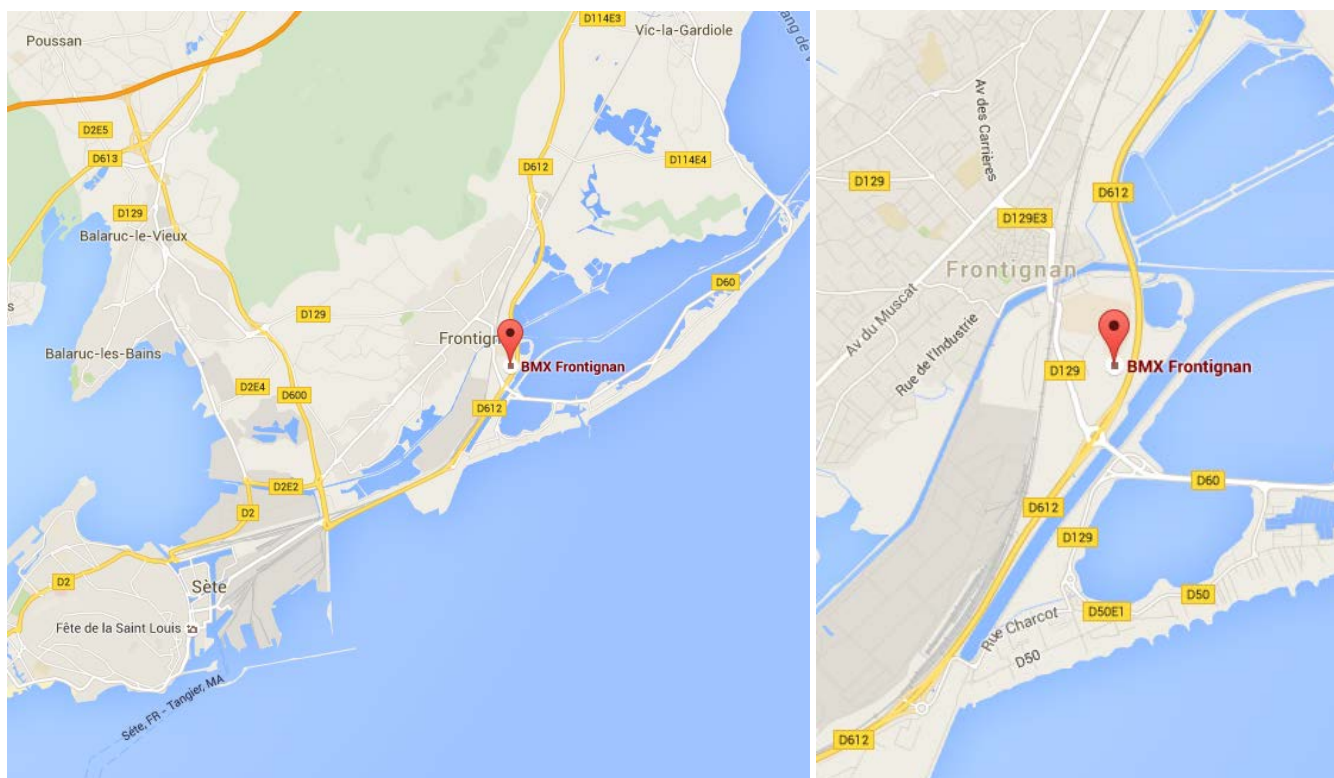 D114E3
Vic-la-Gardiole
Poussan
D2E5
D613
D114E4
D612
D129
Balaruc-le-Vieux
D60
D129
Frontign
BMX Frontignan
Balaruc-les-Bains
D2E4
D600
D612
D2E2
D2
D2
Sète
Fête de la Saint Louis
Séte, FR - Tangier, MA
Av des Carrières
D129
D612
D129E3
Frontignan
Av du Muscat
Rue de l'Industrie
BMX Frontignan
D129
D60
D612
D129
D50
D50E1
Rue Charcot
D50
D612